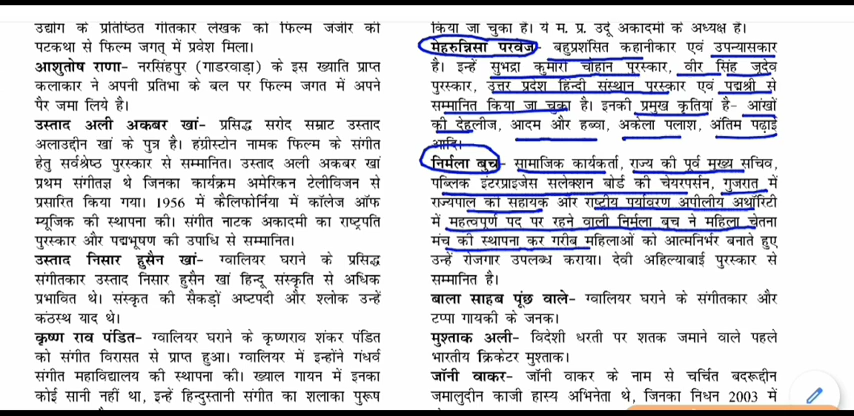 उद्योग के प्रतिष्ठित गीतकार लेखक की फिल्म जंजीर की
पटकथा से फिल्म जगत् में प्रवेश मिला।
आशुतोष राणा- नरसिंहपुर (गाडरवाड़ा) के इस ख्याति प्राप्त
कलाकार ने अपनी प्रतिभा के बल पर फिल्म जगत में अपने
पैर जमा लिये है।
उस्ताद अली अकबर खां- प्रसिद्ध सरोद सम्राट उस्ताद
अलाउद्दीन खां के पुत्र है। हंग्रीस्टोन नामक फिल्म के संगीत
हेतु सर्वश्रेष्ठ पुरस्कार से सम्मानित। उस्ताद अली अकबर खां
प्रथम संगीतज्ञ थे जिनका कार्यक्रम अमेरिकन टेलीविजन से
प्रसारित किया गया। 1956 में कैलिफोर्निया में कॉलेज ऑफ
म्यूजिक की स्थापना की। संगीत नाटक अकादमी का राष्ट्रपति
पुरस्कार और पद्मभूषण की उपाधि से सम्मानित।
उस्ताद निसार हुसैन खां- ग्वालियर घराने के प्रसिद्ध
संगीतकार उस्ताद निसार हुसैन खां हिन्दू संस्कृति से अधिक
प्रभावित थे। संस्कृत की सैकड़ों अष्टपदी और श्लोक उन्हें
कंठस्थ याद थे।
कृष्ण राव पंडित- ग्वालियर घराने के कृष्णराव शंकर पंडित
को संगीत विरासत से प्राप्त हुआ। ग्वालियर में इन्होंने गंधर्व
संगीत महाविद्यालय की स्थापना की। ख्याल गायन में इनका
कोई सानी नहीं था, इन्हें हिन्दुस्तानी संगीत का शलाका पुरूष
किया जा चुका है। ये म. प्र. उर्दू अकादमी के अध्यक्ष हैं।
मेहरुन्निसा परवेज- बहुप्रशंसित कहानीकार एवं उपन्यासकार
है। इन्हें सुभद्रा कुमारी चौहान पुरस्कार, वीर सिंह जूदेव
पुरस्कार, उत्तर प्रदेश हिन्दी संस्थान पुरस्कार एवं पद्मश्री से
सम्मानित किया जा चुका है। इनकी प्रमुख कृतियां है- आंखों
की देहलीज, आदम और हब्वा, अकेला पलाश, अंतिम पढ़ाई
आदि।
निर्मला बुच- सामाजिक कार्यकर्ता, राज्य की पूर्व मुख्य सचिव,
पब्लिक इंटरप्राइजेस सलेक्शन बोर्ड की चेयरपर्सन, गुजरात में
राज्यपाल की सहायक और राष्ट्रीय पर्यावरण अपीलीय अथॉरिटी
में महत्वपूर्ण पद पर रहने वाली निर्मला बुच ने महिला चेतना
मंच की स्थापना कर गरीब महिलाओं को आत्मनिर्भर बनाते हुए
उन्हें रोजगार उपलब्ध कराया। देवी अहिल्याबाई पुरस्कार से
सम्मानित है।
बाला साहब पूंछ वाले- ग्वालियर घराने के संगीतकार और
टप्पा गायकी के जनक।
मुश्ताक अली- विदेशी धरती पर शतक जमाने वाले पहले
भारतीय क्रिकेटर मुश्ताक।
जॉनी वाकर- जॉनी वाकर के नाम से चर्चित बदरूद्दीन
जमालुदीन काजी हास्य अभिनेता थे, जिनका निधन 2003 में